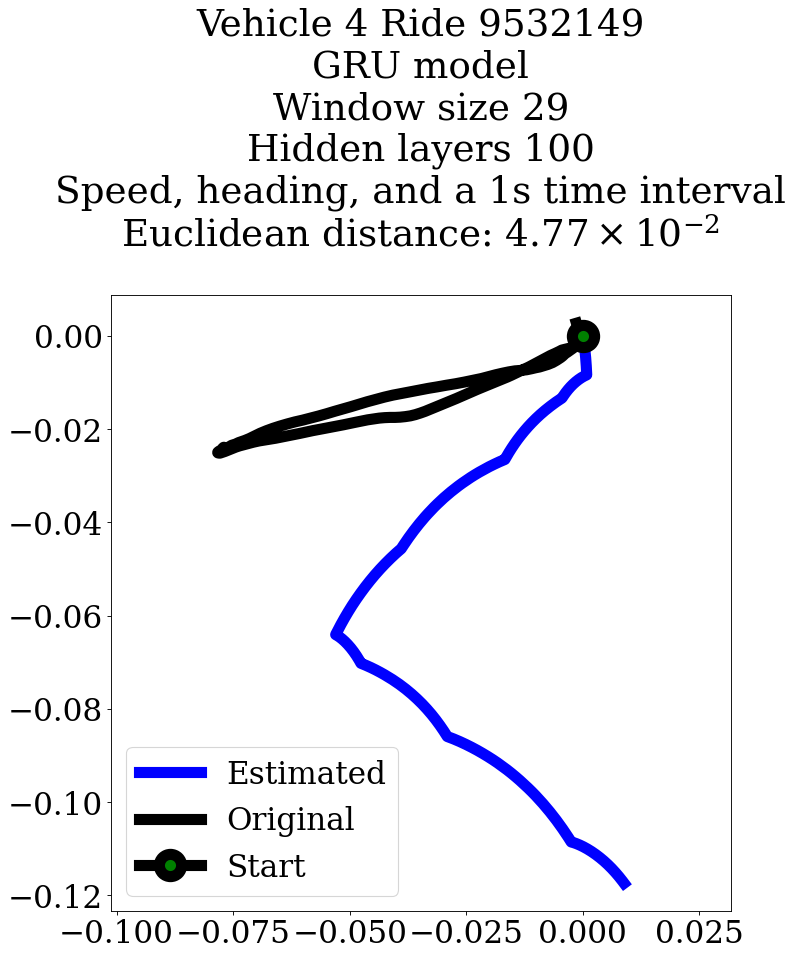 Vehicle 4 Ride 9532149
GRU model
Window size 29
Hidden layers 100
Speed, heading, and a 1s time interval
Euclidean distance: 4.77 × 10⁻²
0.00
−0.02
−0.04
−0.06
−0.08
−0.10
−0.12
Estimated
Original
Start
−0.100 −0.075 −0.050 −0.025 0.000 0.025